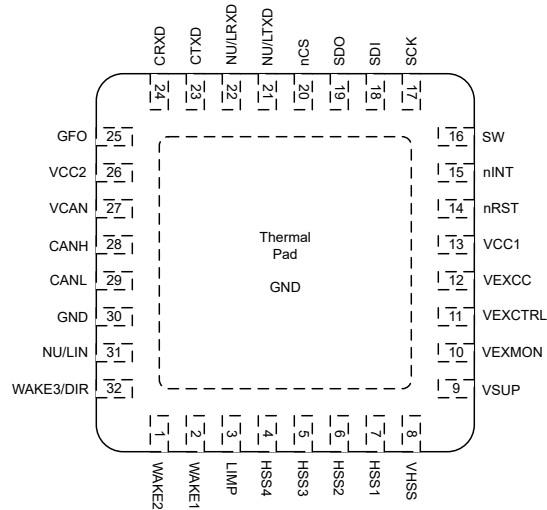 CRXD
CTXD
NU/LRXD
NU/LTXD
nCS
SDO
SDI
SCK
24
23
22
21
20
19
18
17
GFO 25
VCC2 26
VCAN 27
CANH 28
CANL 29
GND 30
NU/LIN 31
WAKE3/DIR 32
Thermal
Pad
GND
16 SW
15 nINT
14 nRST
13 VCC1
12 VEXCC
11 VEXCTRL
10 VEXMON
9 VSUP
1
2
3
4
5
6
7
8
WAKE2
WAKE1
LIMP
HSS4
HSS3
HSS2
HSS1
VHSS